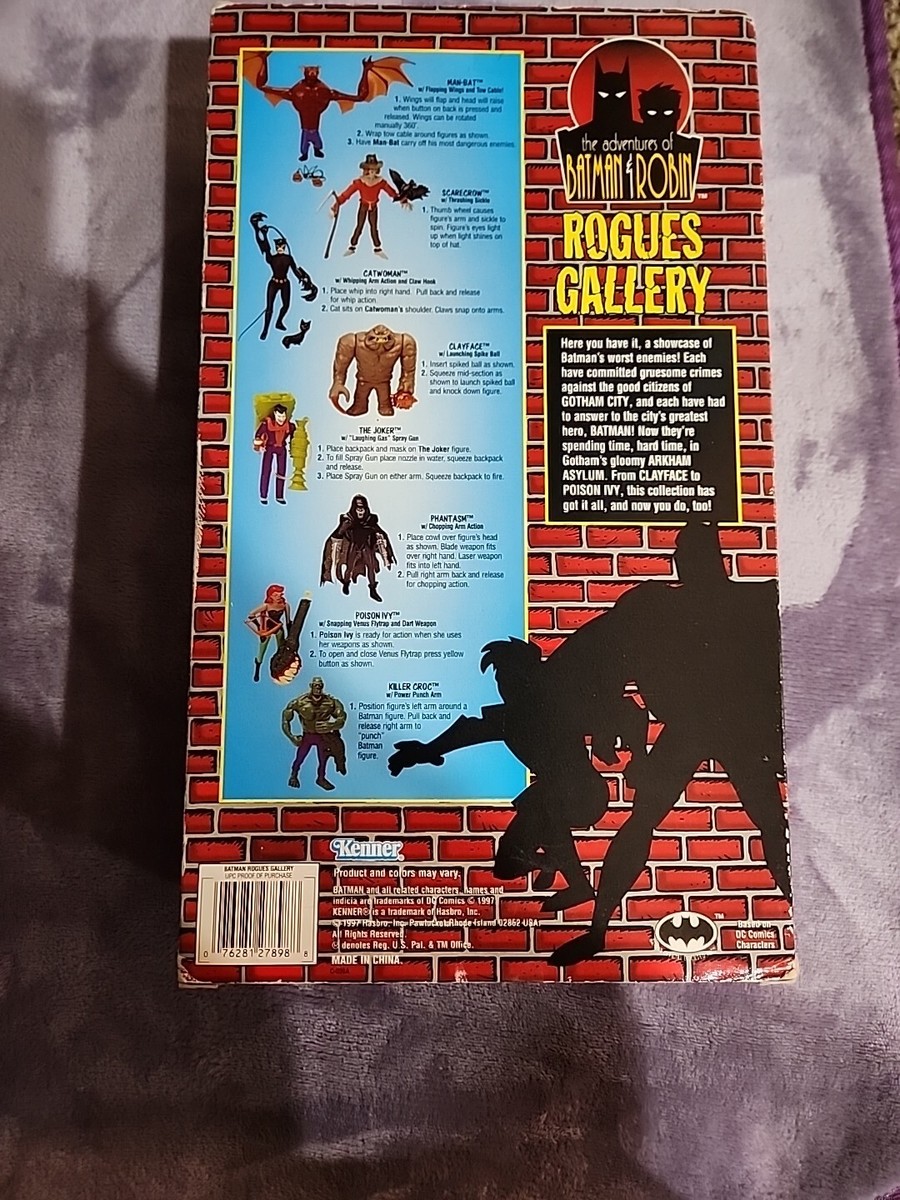 MAN-BAT™
w/ Flapping Wings and Tow Cable!
1. Wings will flap and head will raise
when button on back is pressed and
released. Wings can be rotated
manually 360°.
2. Wrap tow cable around figures as shown.
3. Have Man-Bat carry off his most dangerous enemies.
SCARECROW™
w/ Thrashing Sickle
1. Thumb wheel causes
figure's arm and sickle to
spin. Figure's eyes light
up when light shines on
top of hat.
CATWOMAN™
w/ Whipping Arm Action and Claw Hook
1. Place whip into right hand. Pull back and release
for whip action.
2. Cat sits on Catwoman's shoulder. Claws snap onto arms.
CLAYFACE™
w/ Launching Spike Ball
1. Insert spiked ball as shown.
2. Squeeze mid-section as
shown to launch spiked ball
and knock down figure.
THE JOKER™
w/ "Laughing Gas" Spray Gun
1. Place backpack and mask on The Joker figure.
2. To fill Spray Gun place nozzle in water, squeeze backpack
and release.
3. Place Spray Gun on either arm. Squeeze backpack to fire.
PHANTASM™
w/ Chopping Arm Action
1. Place cowl over figure's head
as shown. Blade weapon fits
over right hand. Laser weapon
fits into left hand.
2. Pull right arm back and release
for chopping action.
POISON IVY™
w/ Snapping Venus Flytrap and Dart Weapon
1. Poison Ivy is ready for action when she uses
her weapons as shown.
2. To open and close Venus Flytrap press yellow
button as shown.
KILLER CROC™
w/ Power Punch Arm
1. Position figure's left arm around a
Batman figure. Pull back and
release right arm to
"punch"
Batman
figure.
the adventures of
BATMAN & ROBIN™
ROGUES
GALLERY
Here you have it, a showcase of
Batman's worst enemies! Each
have committed gruesome crimes
against the good citizens of
GOTHAM CITY, and each have had
to answer to the city's greatest
hero, BATMAN! Now they're
spending time, hard time, in
Gotham's gloomy ARKHAM
ASYLUM. From CLAYFACE to
POISON IVY, this collection has
got it all, and now you do, too!
BATMAN ROGUES GALLERY
UPC PROOF OF PURCHASE
0 76281 27898 8
Kenner®
Product and colors may vary.
BATMAN and all related characters, names and
indicia are trademarks of DC Comics © 1997
KENNER® is a trademark of Hasbro, Inc.
© 1997 Hasbro, Inc. Pawtucket, Rhode Island 02862 USA.
All Rights Reserved.
® denotes Reg. U.S. Pat. & TM Office.
MADE IN CHINA.
™
Based on
DC Comics
Characters